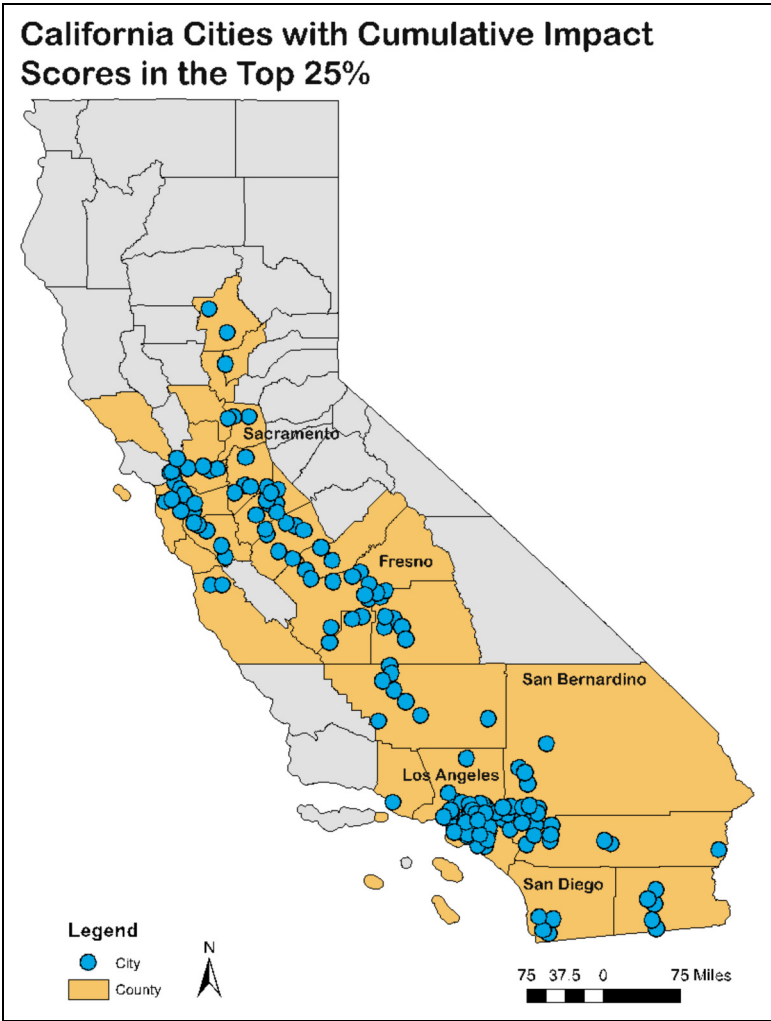 California Cities with Cumulative Impact
Scores in the Top 25%
Sacramento
Fresno
San Bernardino
Los Angeles
San Diego
Legend
City
County
N
75 37.5 0 75 Miles